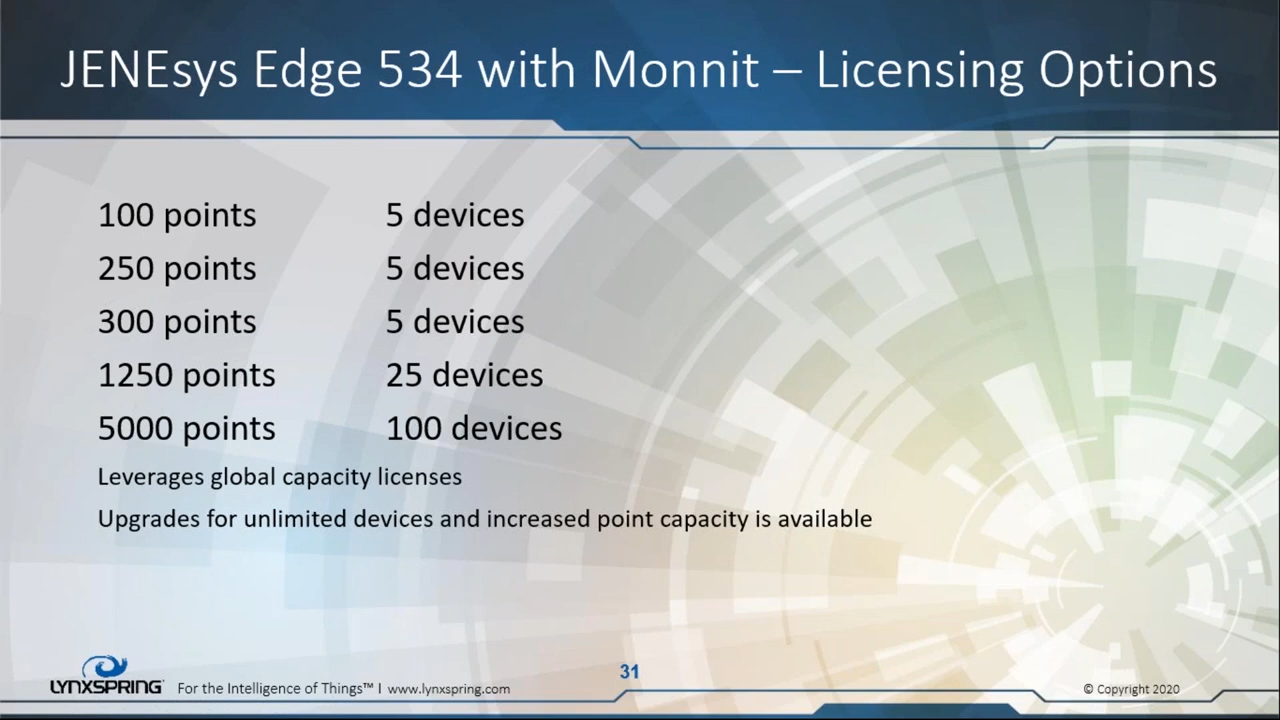 JENEsys Edge 534 with Monnit – Licensing Options
100 points 5 devices
250 points 5 devices
300 points 5 devices
1250 points 25 devices
5000 points 100 devices
Leverages global capacity licenses
Upgrades for unlimited devices and increased point capacity is available
31
LYNXSPRING For the Intelligence of Things™ | www.lynxspring.com
© Copyright 2020